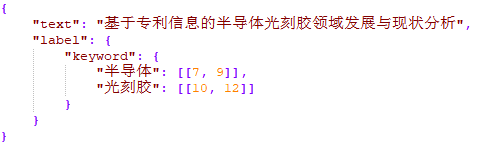 {
"text": "基于专利信息的半导体光刻胶领域发展与现状分析",
"label": {
"keyword": {
"半导体": [[7, 9]],
"光刻胶": [[10, 12]]
}
}
}